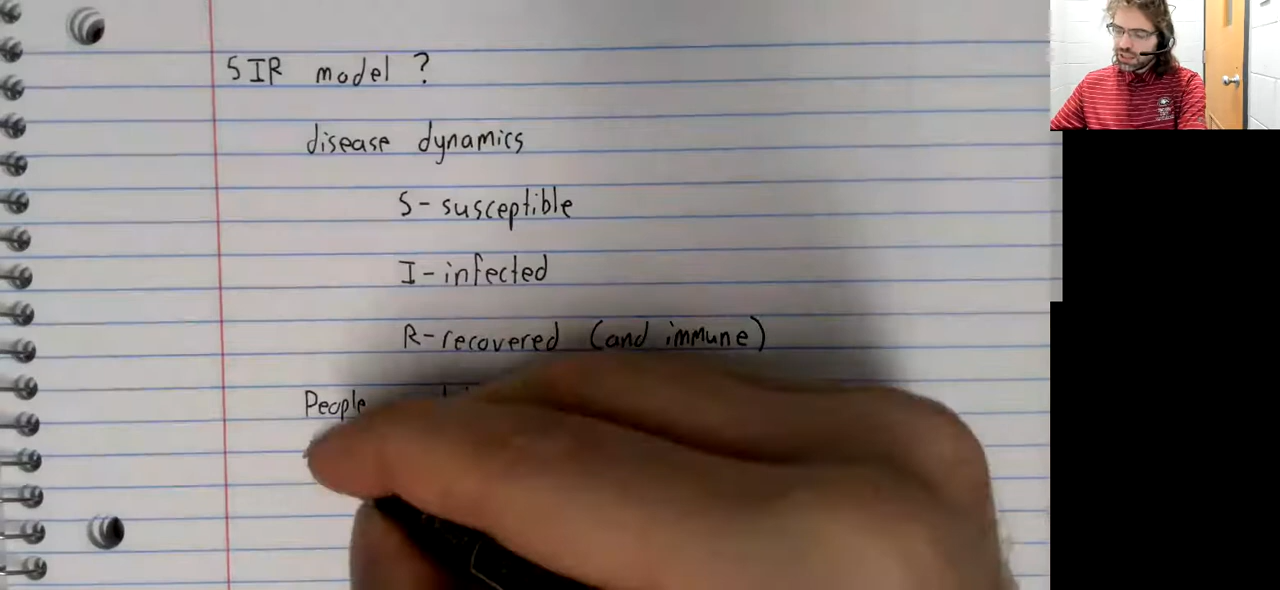 SIR model ?
disease dynamics
S - susceptible
I - infected
R - recovered (and immune)
People